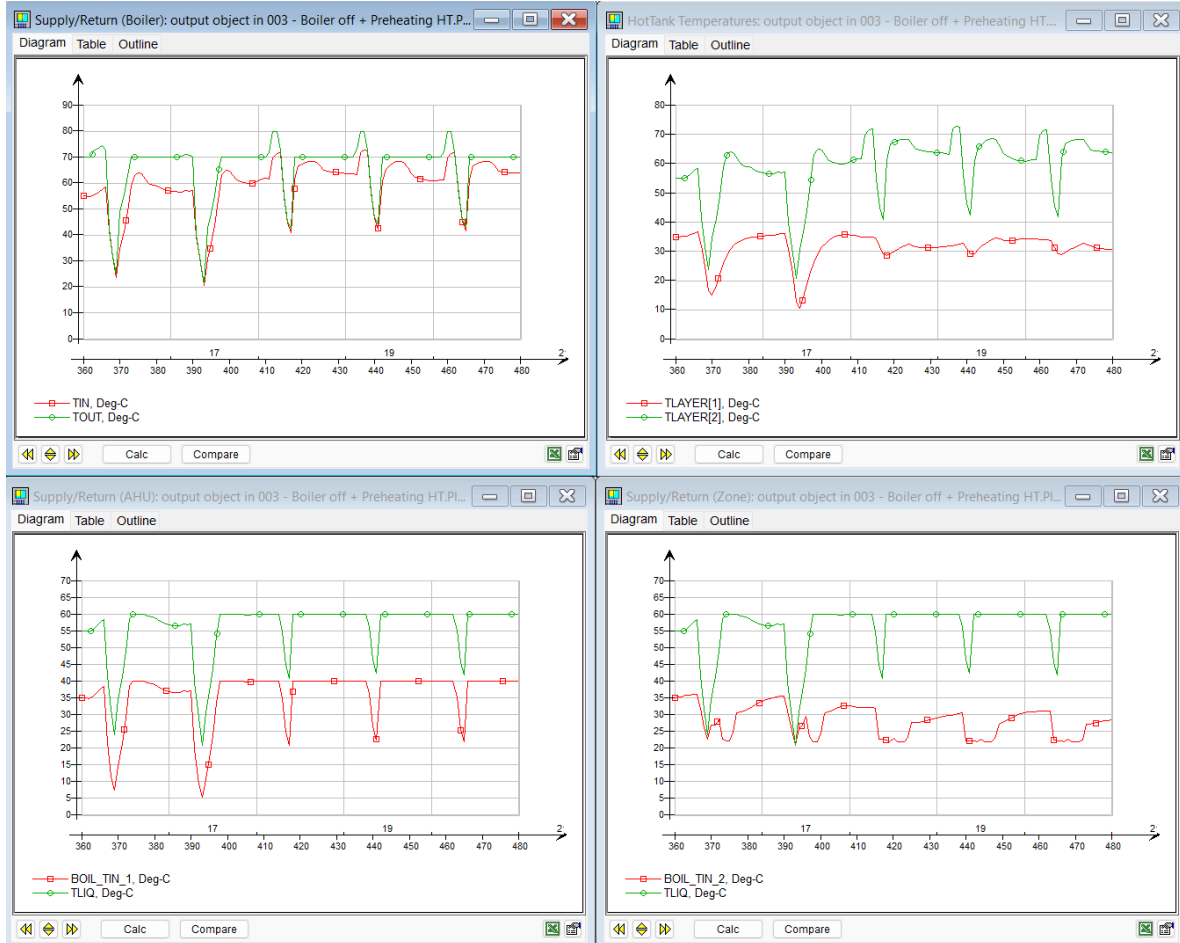 Supply/Return (Boiler): output object in 003 - Boiler off + Preheating HT.P...
Diagram Table Outline
90
80
70
60
50
40
30
20
10
0
17 19 2
360 370 380 390 400 410 420 430 440 450 460 470 480
TIN, Deg-C
TOUT, Deg-C
Calc Compare
HotTank Temperatures: output object in 003 - Boiler off + Preheating HT....
Diagram Table Outline
80
70
60
50
40
30
20
10
0
17 19 2
360 370 380 390 400 410 420 430 440 450 460 470 480
TLAYER[1], Deg-C
TLAYER[2], Deg-C
Calc Compare
Supply/Return (AHU): output object in 003 - Boiler off + Preheating HT.Pl...
Diagram Table Outline
70
65
60
55
50
45
40
35
30
25
20
15
10
5
0
17 19 2
360 370 380 390 400 410 420 430 440 450 460 470 480
BOIL_TIN_1, Deg-C
TLIQ, Deg-C
Calc Compare
Supply/Return (Zone): output object in 003 - Boiler off + Preheating HT.Pl...
Diagram Table Outline
70
65
60
55
50
45
40
35
30
25
20
15
10
5
0
17 19 2
360 370 380 390 400 410 420 430 440 450 460 470 480
BOIL_TIN_2, Deg-C
TLIQ, Deg-C
Calc Compare